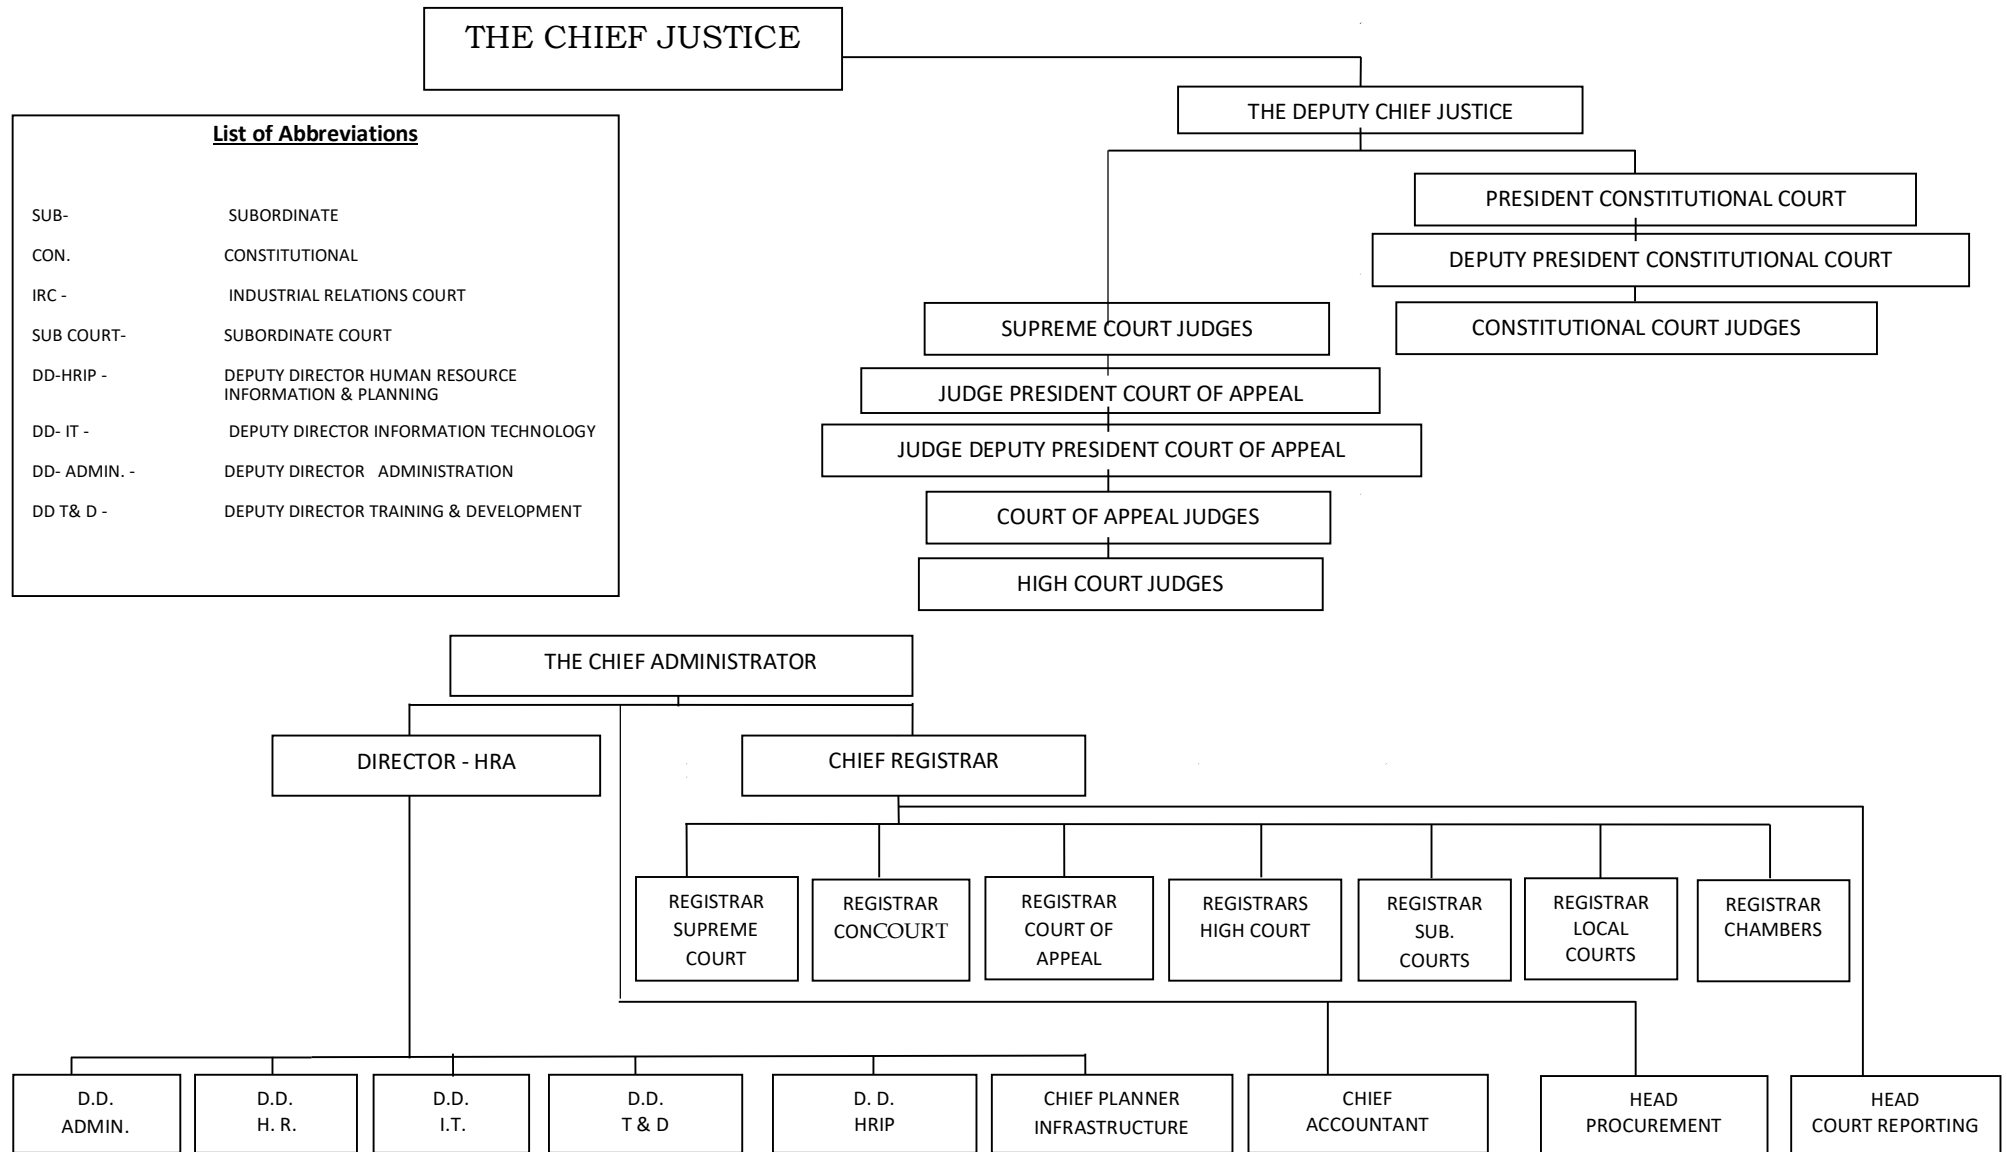 THE CHIEF JUSTICE
THE DEPUTY CHIEF JUSTICE
List of Abbreviations
SUB- SUBORDINATE
CON. CONSTITUTIONAL
IRC - INDUSTRIAL RELATIONS COURT
SUB COURT- SUBORDINATE COURT
DD-HRIP - DEPUTY DIRECTOR HUMAN RESOURCE
INFORMATION & PLANNING
DD- IT - DEPUTY DIRECTOR INFORMATION TECHNOLOGY
DD- ADMIN. - DEPUTY DIRECTOR ADMINISTRATION
DD T& D - DEPUTY DIRECTOR TRAINING & DEVELOPMENT
PRESIDENT CONSTITUTIONAL COURT
DEPUTY PRESIDENT CONSTITUTIONAL COURT
CONSTITUTIONAL COURT JUDGES
SUPREME COURT JUDGES
JUDGE PRESIDENT COURT OF APPEAL
JUDGE DEPUTY PRESIDENT COURT OF APPEAL
COURT OF APPEAL JUDGES
HIGH COURT JUDGES
THE CHIEF ADMINISTRATOR
DIRECTOR - HRA
CHIEF REGISTRAR
REGISTRAR
SUPREME
COURT
REGISTRAR
CONCOURT
REGISTRAR
COURT OF
APPEAL
REGISTRARS
HIGH COURT
REGISTRAR
SUB.
COURTS
REGISTRAR
LOCAL
COURTS
REGISTRAR
CHAMBERS
D.D.
ADMIN.
D.D.
H. R.
D.D.
I.T.
D.D.
T & D
D. D.
HRIP
CHIEF PLANNER
INFRASTRUCTURE
CHIEF
ACCOUNTANT
HEAD
PROCUREMENT
HEAD
COURT REPORTING